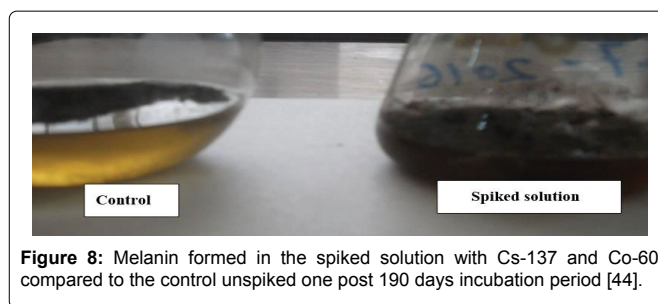 2016
Control
Spiked solution
Figure 8: Melanin formed in the spiked solution with Cs-137 and Co-60
compared to the control unspiked one post 190 days incubation period [44].